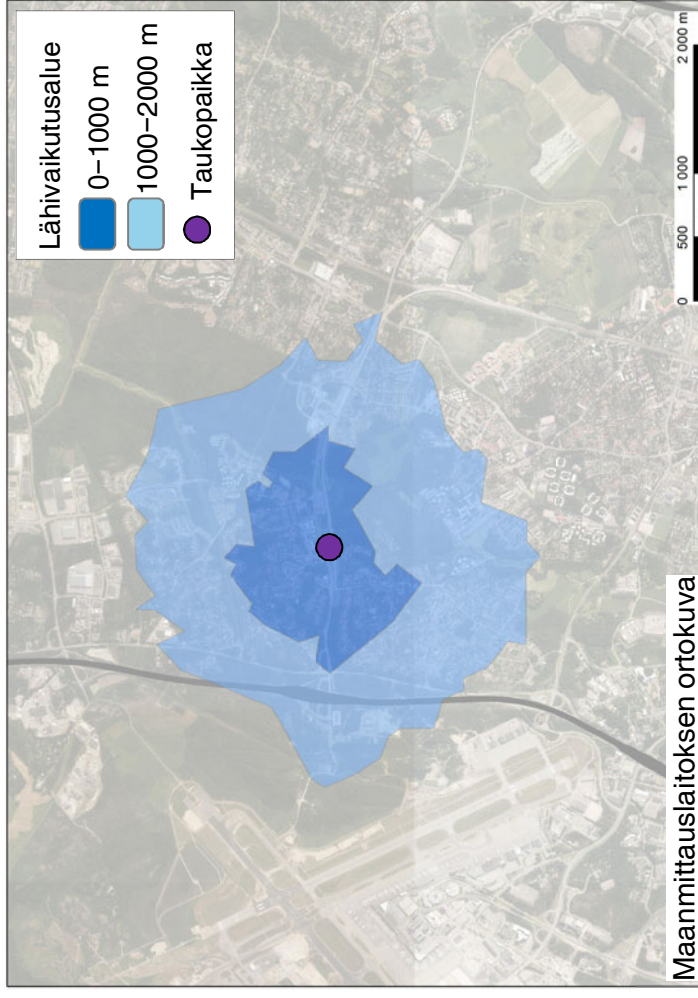 Lähivaikutusalue
0–1000 m
1000–2000 m
Taukopaikka
0 500 1 000 2 000 m
Maanmittauslaitoksen ortokuva